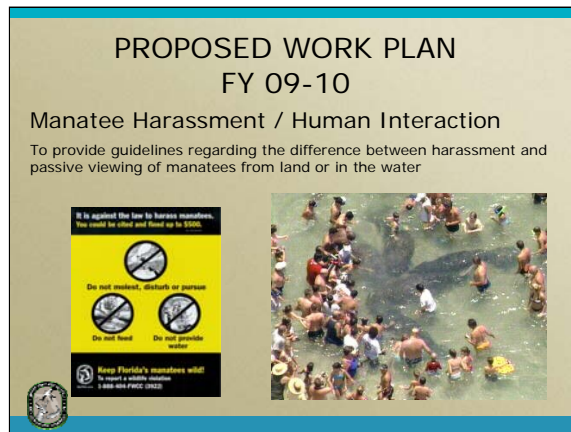 PROPOSED WORK PLAN
FY 09-10
Manatee Harassment / Human Interaction
To provide guidelines regarding the difference between harassment and
passive viewing of manatees from land or in the water
It is against the law to harass manatees.
You could be cited and fined up to $500.
Do not molest, disturb or pursue
Do not feed
Do not provide
water
Keep Florida's manatees wild!
To report a wildlife violation
1-888-404-FWCC (3922)